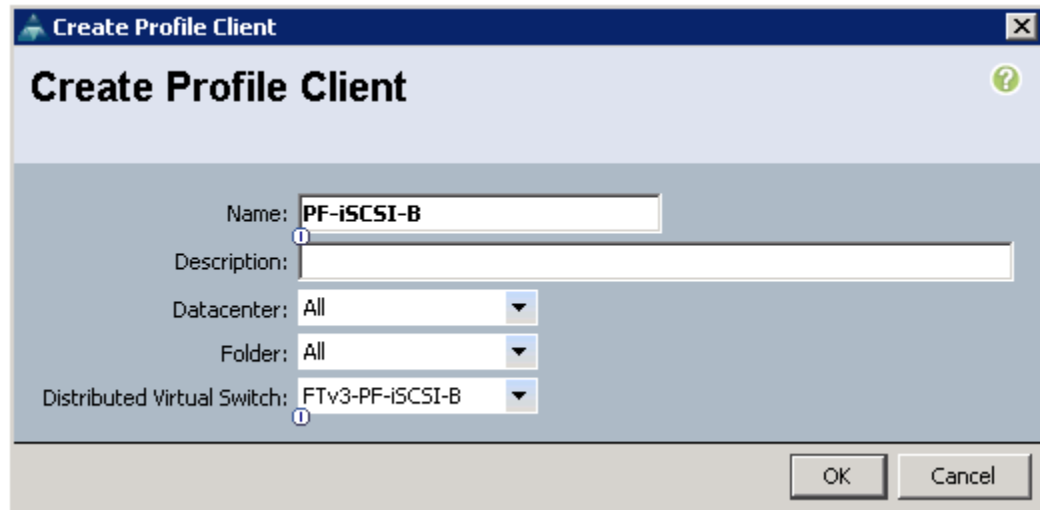 Create Profile Client
Create Profile Client
Name: PF-iSCSI-B
Description:
Datacenter: All
Folder: All
Distributed Virtual Switch: FTv3-PF-iSCSI-B
OK Cancel